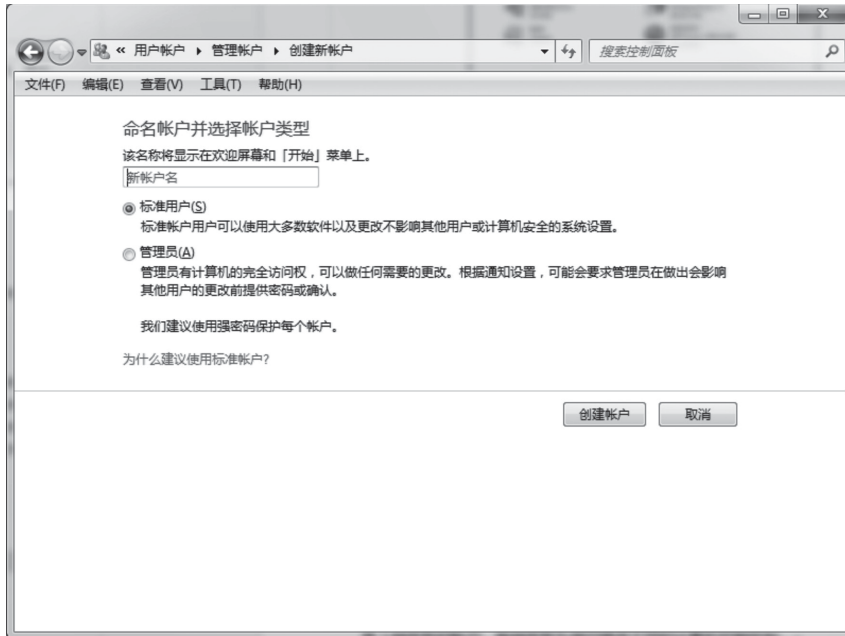 « 用户帐户 ▸ 管理帐户 ▸ 创建新帐户
搜索控制面板
文件(F) 编辑(E) 查看(V) 工具(T) 帮助(H)
命名帐户并选择帐户类型
该名称将显示在欢迎屏幕和「开始」菜单上。
新帐户名
标准用户(S)
标准帐户用户可以使用大多数软件以及更改不影响其他用户或计算机安全的系统设置。
管理员(A)
管理员有计算机的完全访问权，可以做任何需要的更改。根据通知设置，可能会要求管理员在做出会影响
其他用户的更改前提供密码或确认。
我们建议使用强密码保护每个帐户。
为什么建议使用标准帐户?
创建帐户 取消